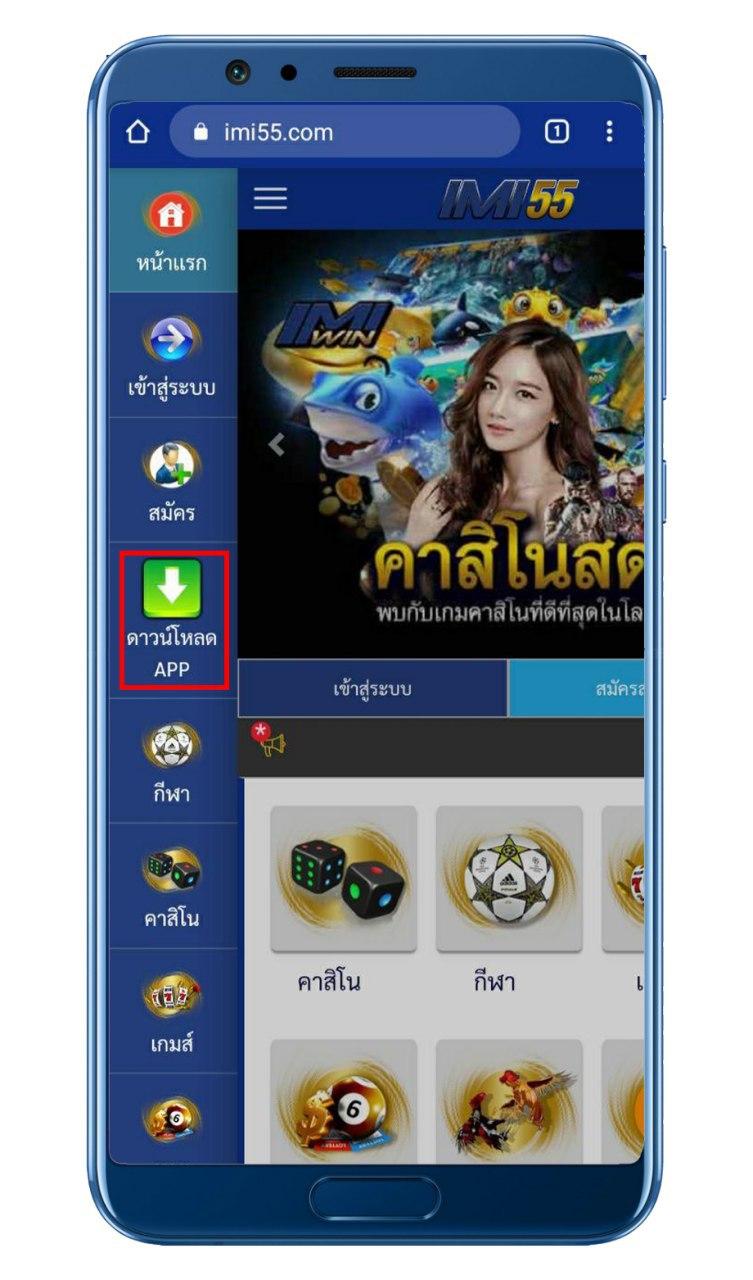 imi55.com
1
IMI55
หน้าแรก
เข้าสู่ระบบ
สมัคร
ดาวน์โหลด
APP
กีฬา
คาสิโน
เกมส์
IMI
WIN
คาสิโนสด
พบกับเกมคาสิโนที่ดีที่สุดในโล
เข้าสู่ระบบ
สมัคร
คาสิโน
กีฬา
adidas
777
6
6